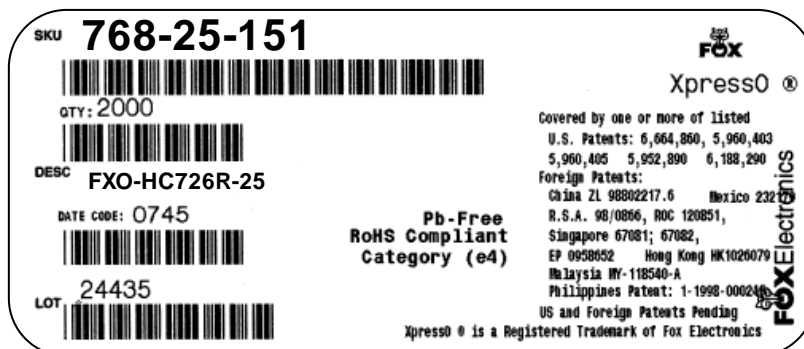 SKU 768-25-151
QTY: 2000
DESC FXO-HC726R-25
DATE CODE: 0745
LOT 24435
Pb-Free
RoHS Compliant
Category (e4)
FOX
XpressO ®
Covered by one or more of listed
U.S. Patents: 6,664,860, 5,960,403
5,960,405 5,952,890 6,188,290
Foreign Patents:
China ZL 98802217.6 Mexico
R.S.A. 98/0866, ROC 120851,
Singapore 67081; 67082,
EP 0958652 Hong Kong HK1026079
Malaysia MY-118540-A
Philippines Patent:
US and Foreign Patents Pending
XpressO ® is a Registered Trademark of Fox Electronics
FOXElectronics